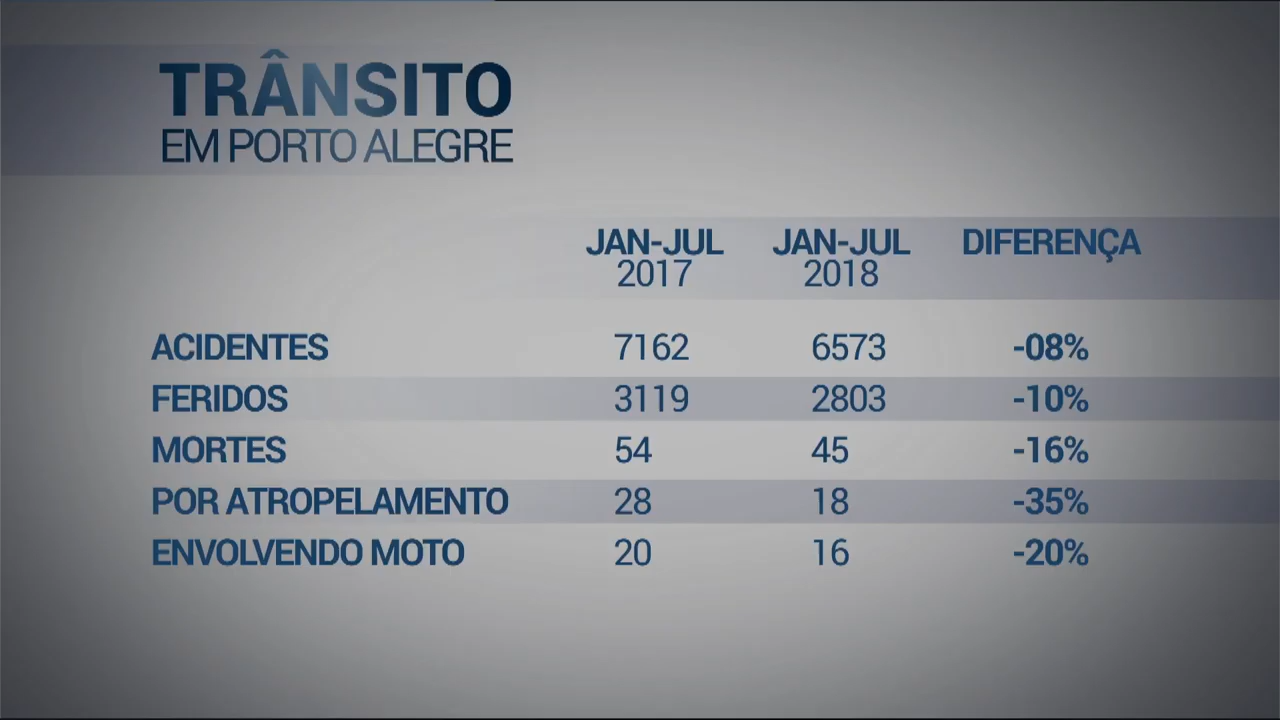 TRÂNSITO
EM PORTO ALEGRE
JAN-JUL JAN-JUL DIFERENÇA
2017 2018
ACIDENTES 7162 6573 -08%
FERIDOS 3119 2803 -10%
MORTES 54 45 -16%
POR ATROPELAMENTO 28 18 -35%
ENVOLVENDO MOTO 20 16 -20%